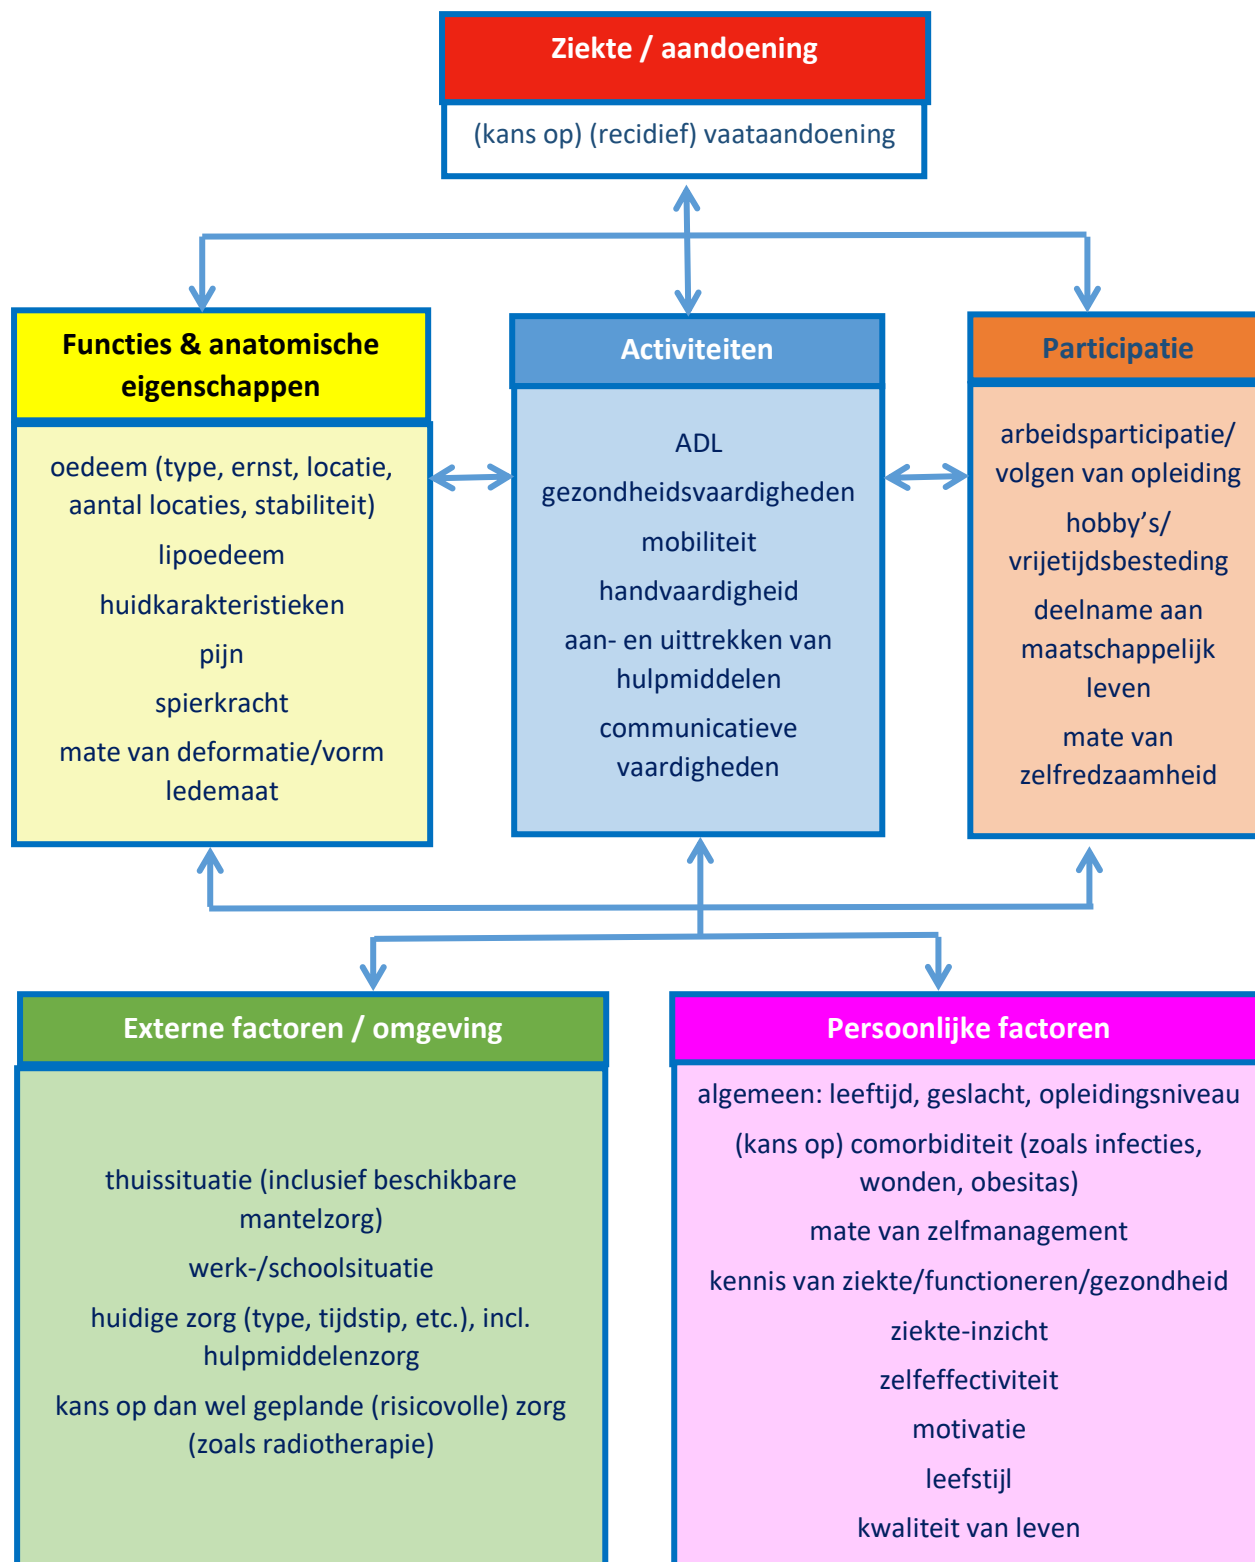 Ziekte / aandoening
(kans op) (recidief) vaataandoening
Functies & anatomische
eigenschappen
oedeem (type, ernst, locatie,
aantal locaties, stabiliteit)
lipoedeem
huidkarakteristieken
pijn
spierkracht
mate van deformatie/vorm
ledemaat
Activiteiten
ADL
gezondheidsvaardigheden
mobiliteit
handvaardigheid
aan- en uittrekken van
hulpmiddelen
communicatieve
vaardigheden
Participatie
arbeidsparticipatie/
volgen van opleiding
hobby's/
vrijetijdsbesteding
deelname aan
maatschappelijk
leven
mate van
zelfredzaamheid
Externe factoren / omgeving
thuissituatie (inclusief beschikbare
mantelzorg)
werk-/schoolsituatie
huidige zorg (type, tijdstip, etc.), incl.
hulpmiddelenzorg
kans op dan wel geplande (risicovolle) zorg
(zoals radiotherapie)
Persoonlijke factoren
algemeen: leeftijd, geslacht, opleidingsniveau
(kans op) comorbiditeit (zoals infecties,
wonden, obesitas)
mate van zelfmanagement
kennis van ziekte/functioneren/gezondheid
ziekte-inzicht
zelfeffectiviteit
motivatie
leefstijl
kwaliteit van leven